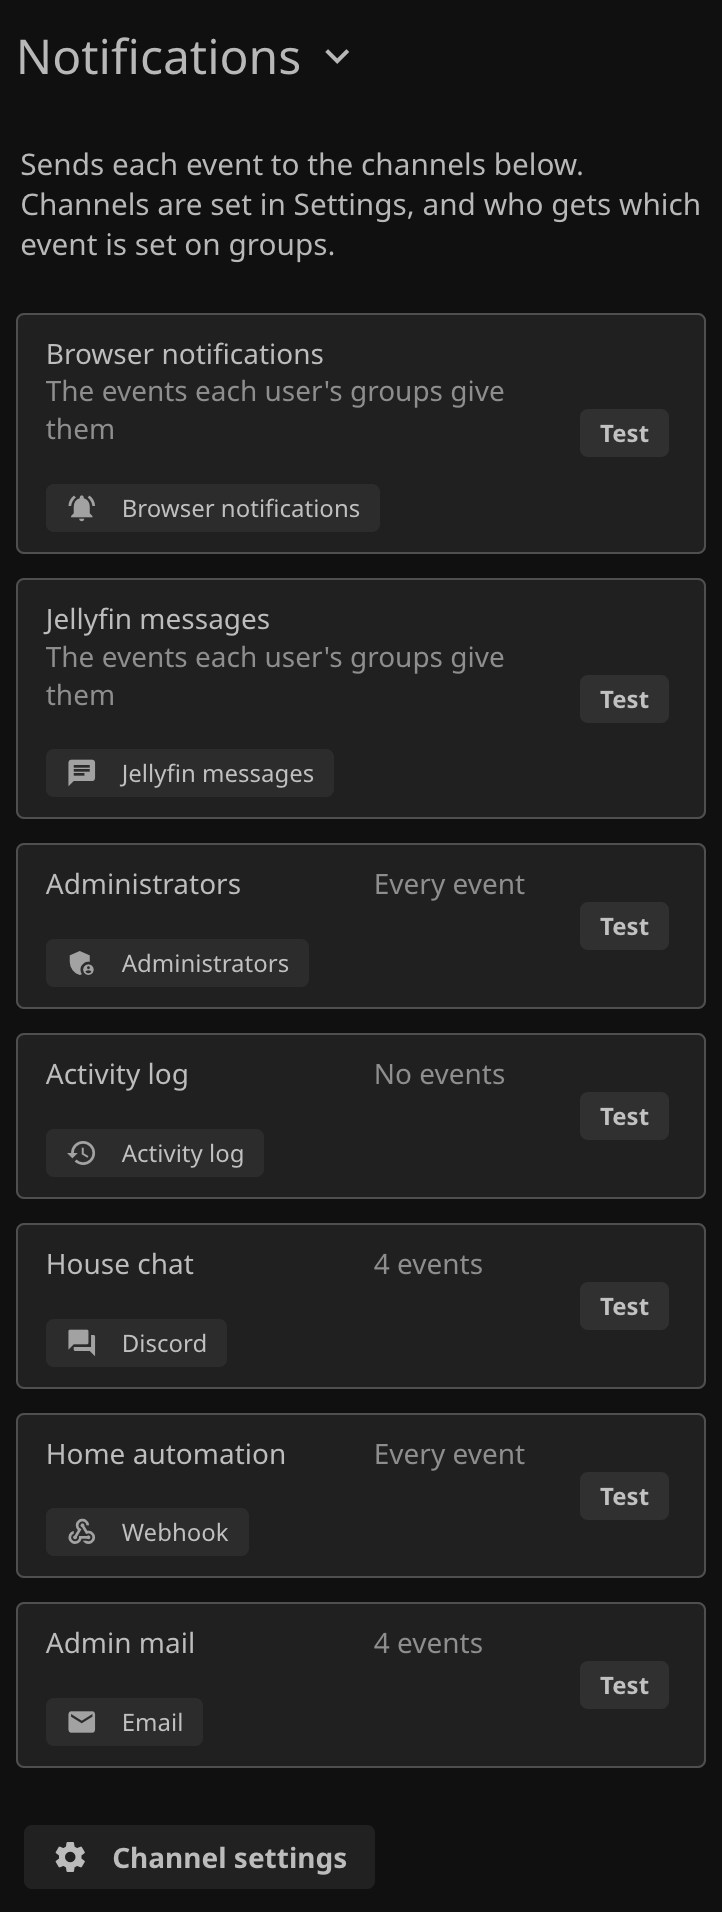 Notifications
Sends each event to the channels below.
Channels are set in Settings, and who gets which
event is set on groups.
Browser notifications
The events each user's groups give
them
Test
Browser notifications
Jellyfin messages
The events each user's groups give
them
Test
Jellyfin messages
Administrators Every event
Test
Administrators
Activity log No events
Test
Activity log
House chat 4 events
Test
Discord
Home automation Every event
Test
Webhook
Admin mail 4 events
Test
Email
Channel settings